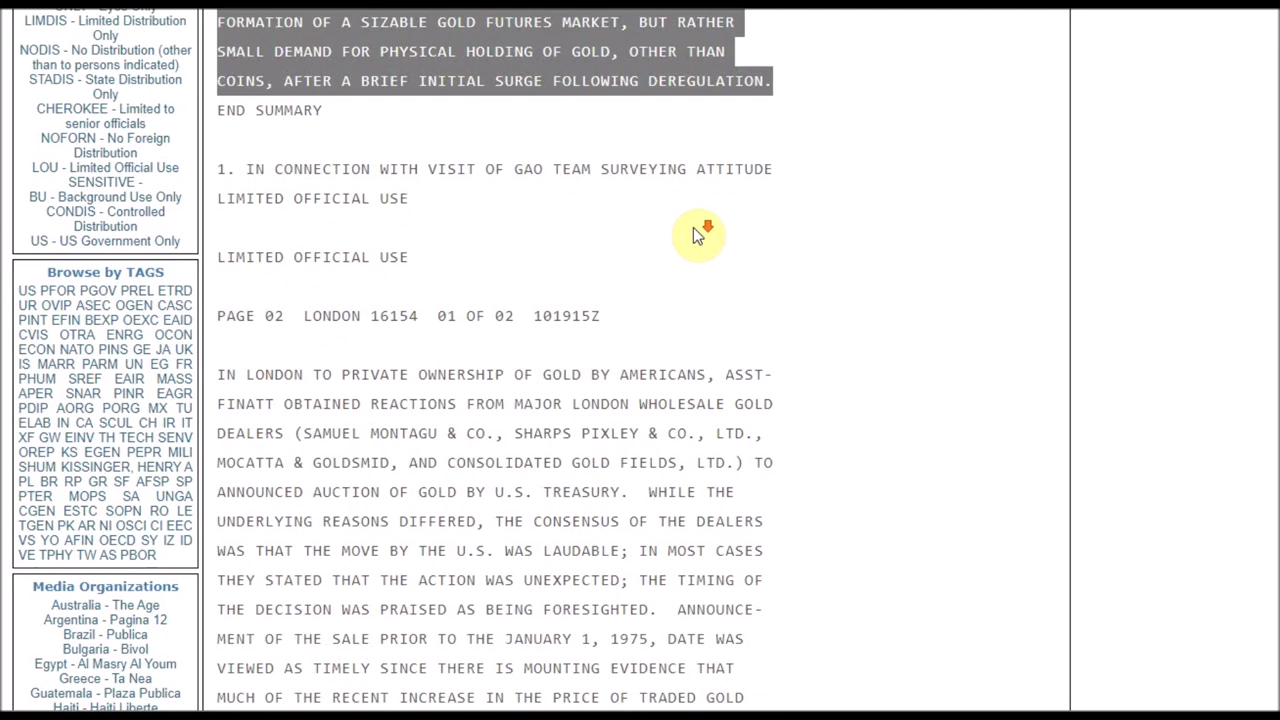 ONLY - Eyes Only
LIMDIS - Limited Distribution
Only
NODIS - No Distribution (other
than to persons indicated)
STADIS - State Distribution
Only
CHEROKEE - Limited to
senior officials
NOFORN - No Foreign
Distribution
LOU - Limited Official Use
SENSITIVE -
BU - Background Use Only
CONDIS - Controlled
Distribution
US - US Government Only
Browse by TAGS
US PFOR PGOV PREL ETRD
UR OVIP ASEC OGEN CASC
PINT EFIN BEXP OEXC EAID
CVIS OTRA ENRG OCON
ECON NATO PINS GE JA UK
IS MARR PARM UN EG FR
PHUM SREF EAIR MASS
APER SNAR PINR EAGR
PDIP AORG PORG MX TU
ELAB IN CA SCUL CH IR IT
XF GW EINV TH TECH SENV
OREP KS EGEN PEPR MILI
SHUM KISSINGER, HENRY A
PL BR RP GR SF AFSP SP
PTER MOPS SA UNGA
CGEN ESTC SOPN RO LE
TGEN PK AR NI OSCI CI EEC
VS YO AFIN OECD SY IZ ID
VE TPHY TW AS PBOR
Media Organizations
Australia - The Age
Argentina - Pagina 12
Brazil - Publica
Bulgaria - Bivol
Egypt - Al Masry Al Youm
Greece - Ta Nea
Guatemala - Plaza Publica
Haiti - Haiti Liberte
FORMATION OF A SIZABLE GOLD FUTURES MARKET, BUT RATHER
SMALL DEMAND FOR PHYSICAL HOLDING OF GOLD, OTHER THAN
COINS, AFTER A BRIEF INITIAL SURGE FOLLOWING DEREGULATION.
END SUMMARY
1. IN CONNECTION WITH VISIT OF GAO TEAM SURVEYING ATTITUDE
LIMITED OFFICIAL USE
LIMITED OFFICIAL USE
PAGE 02 LONDON 16154 01 OF 02 101915Z
IN LONDON TO PRIVATE OWNERSHIP OF GOLD BY AMERICANS, ASST-
FINATT OBTAINED REACTIONS FROM MAJOR LONDON WHOLESALE GOLD
DEALERS (SAMUEL MONTAGU & CO., SHARPS PIXLEY & CO., LTD.,
MOCATTA & GOLDSMID, AND CONSOLIDATED GOLD FIELDS, LTD.) TO
ANNOUNCED AUCTION OF GOLD BY U.S. TREASURY. WHILE THE
UNDERLYING REASONS DIFFERED, THE CONSENSUS OF THE DEALERS
WAS THAT THE MOVE BY THE U.S. WAS LAUDABLE; IN MOST CASES
THEY STATED THAT THE ACTION WAS UNEXPECTED; THE TIMING OF
THE DECISION WAS PRAISED AS BEING FORESIGHTED. ANNOUNCE-
MENT OF THE SALE PRIOR TO THE JANUARY 1, 1975, DATE WAS
VIEWED AS TIMELY SINCE THERE IS MOUNTING EVIDENCE THAT
MUCH OF THE RECENT INCREASE IN THE PRICE OF TRADED GOLD